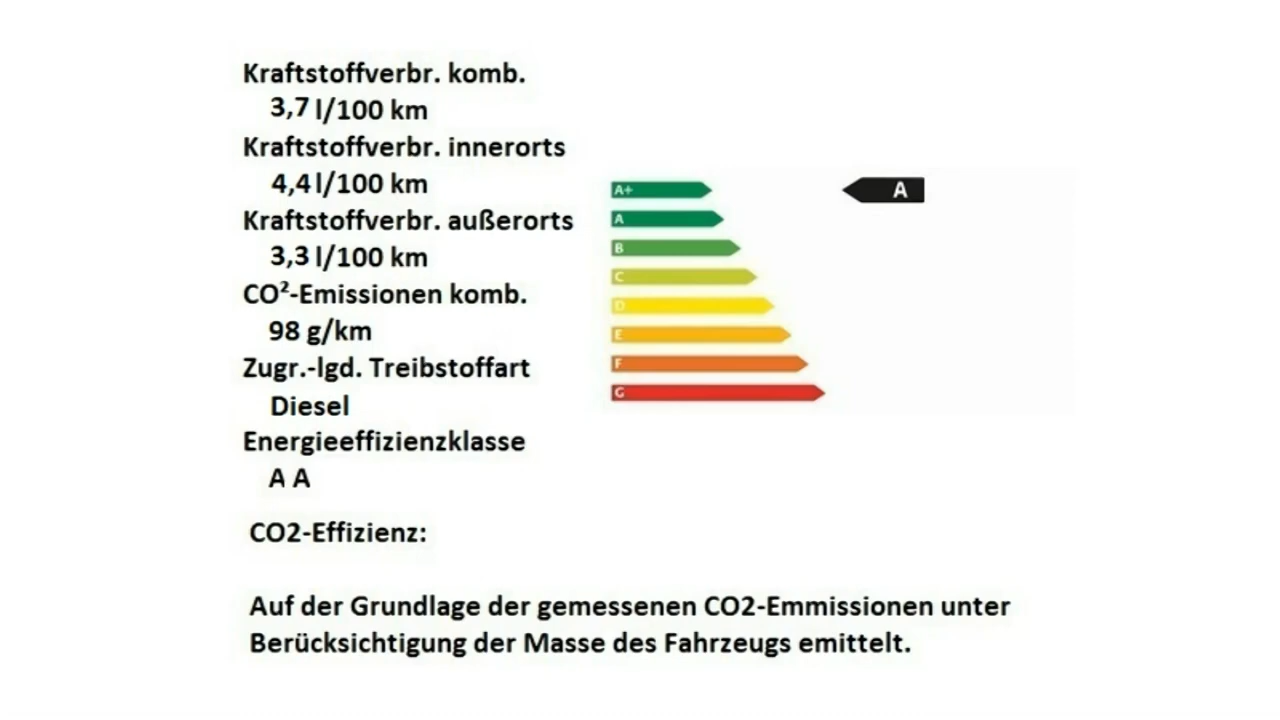 Kraftstoffverbr. komb.
3,7 l/100 km
Kraftstoffverbr. innerorts
4,4 l/100 km
Kraftstoffverbr. außerorts
3,3 l/100 km
CO²-Emissionen komb.
98 g/km
Zugr.-lgd. Treibstoffart
Diesel
Energieeffizienzklasse
A A
A+
A
A
B
C
D
E
F
G
CO2-Effizienz:
Auf der Grundlage der gemessenen CO2-Emmissionen unter
Berücksichtigung der Masse des Fahrzeugs emittelt.